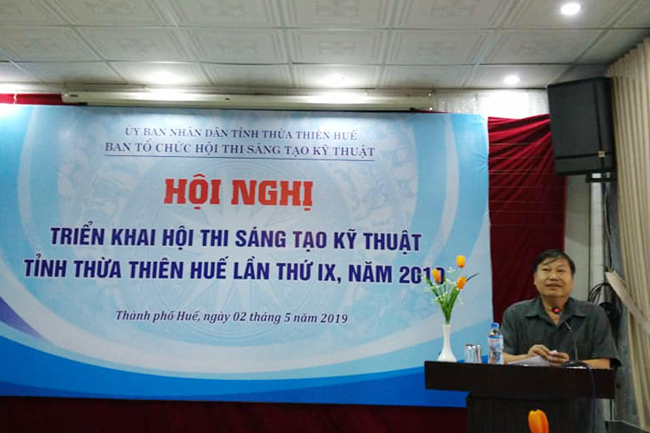 ỦY BAN NHÂN DÂN TỈNH THỪA THIÊN HUẾ
BAN TỔ CHỨC HỘI THI SÁNG TẠO KỸ THUẬT
HỘI NGHỊ
TRIỂN KHAI HỘI THI SÁNG TẠO KỸ THUẬT
TỈNH THỪA THIÊN HUẾ LẦN THỨ IX, NĂM 2019
Thành phố Huế, ngày 02 tháng 5 năm 2019